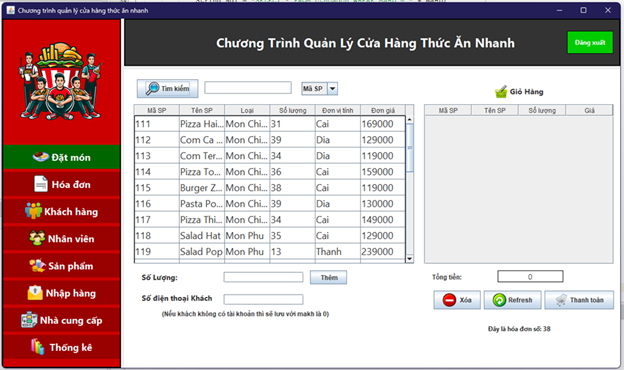 Chương trình quản lý cửa hàng thức ăn nhanh
Chương Trình Quản Lý Cửa Hàng Thức Ăn Nhanh
Đăng xuất
Đặt món
Hóa đơn
Khách hàng
Nhân viên
Sản phẩm
Nhập hàng
Nhà cung cấp
Thống kê
Tìm kiếm
Mã SP
Mã SP Tên SP Loại Số lượng Đơn vị tính Đơn giá
111 Pizza Hai... Mon Chi... 31 Cai 169000
112 Com Ca ... Mon Chi... 39 Dia 129000
113 Com Ter... Mon Chi... 34 Dia 119000
114 Pizza To... Mon Chi... 36 Cai 159000
115 Burger Z... Mon Chi... 38 Cai 119000
116 Pasta Po... Mon Chi... 39 Dia 130000
117 Pizza Thi... Mon Chi... 34 Cai 149000
118 Salad Hat Mon Phu 35 Cai 129000
119 Salad Pop Mon Phu 13 Thanh 239000
Số Lượng:
Thêm
Số điện thoại Khách
(Nếu khách không có tài khoản thì sẽ lưu với makh là 0)
Giỏ Hàng
Mã SP Tên SP Số lượng Giá
Tổng tiền: 0
Xóa
Refresh
Thanh toán
Đây là hóa đơn số: 38